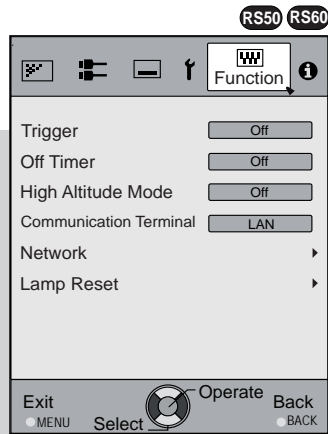 RS50 RS60
Function
Trigger Off
Off Timer Off
High Altitude Mode Off
Communication Terminal LAN
Network
Lamp Reset
Exit Operate Back
MENU Select BACK